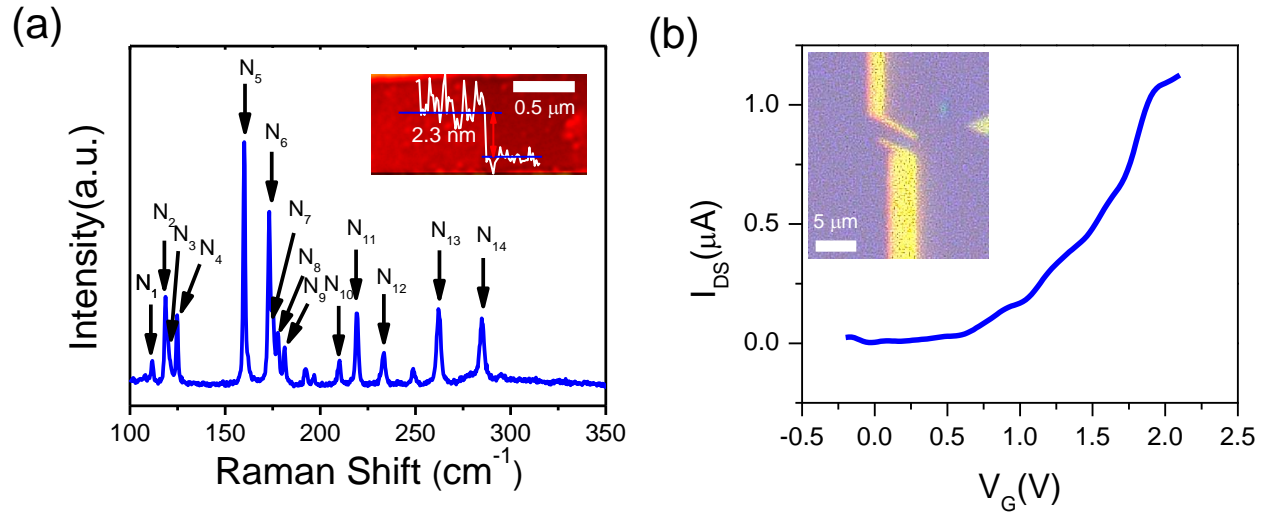 (a)
Intensity(a.u.)
N₁
N₂
N₃
N₄
N₅
N₆
N₇
N₈
N₉
N₁₀
N₁₁
N₁₂
N₁₃
N₁₄
0.5 μm
2.3 nm
100 150 200 250 300 350
Raman Shift (cm⁻¹)
(b)
I_DS(μA)
1.0
0.5
0.0
5 μm
-0.5 0.0 0.5 1.0 1.5 2.0 2.5
V_G(V)